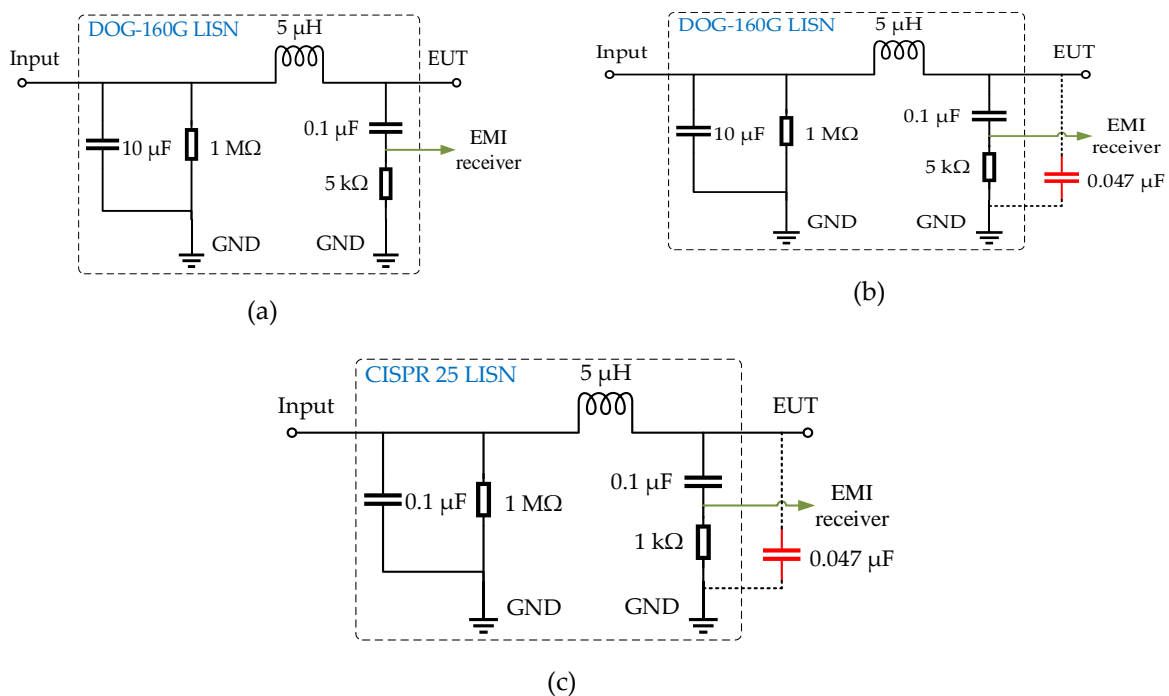 DOG-160G LISN
5 μH
Input
EUT
10 μF
1 MΩ
0.1 μF
EMI
receiver
5 kΩ
GND
GND
(a)
DOG-160G LISN
5 μH
Input
EUT
10 μF
1 MΩ
0.1 μF
EMI
receiver
5 kΩ
0.047 μF
GND
GND
(b)
CISPR 25 LISN
5 μH
Input
EUT
0.1 μF
1 MΩ
0.1 μF
EMI
receiver
1 kΩ
0.047 μF
GND
GND
(c)